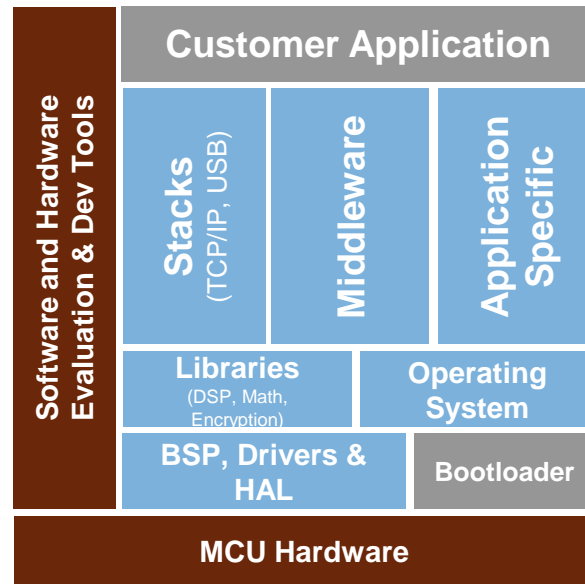 Customer Application
Software and Hardware
Evaluation & Dev Tools
Stacks
(TCP/IP, USB)
Middleware
Application
Specific
Libraries
(DSP, Math,
Encryption)
Operating
System
BSP, Drivers &
HAL
Bootloader
MCU Hardware